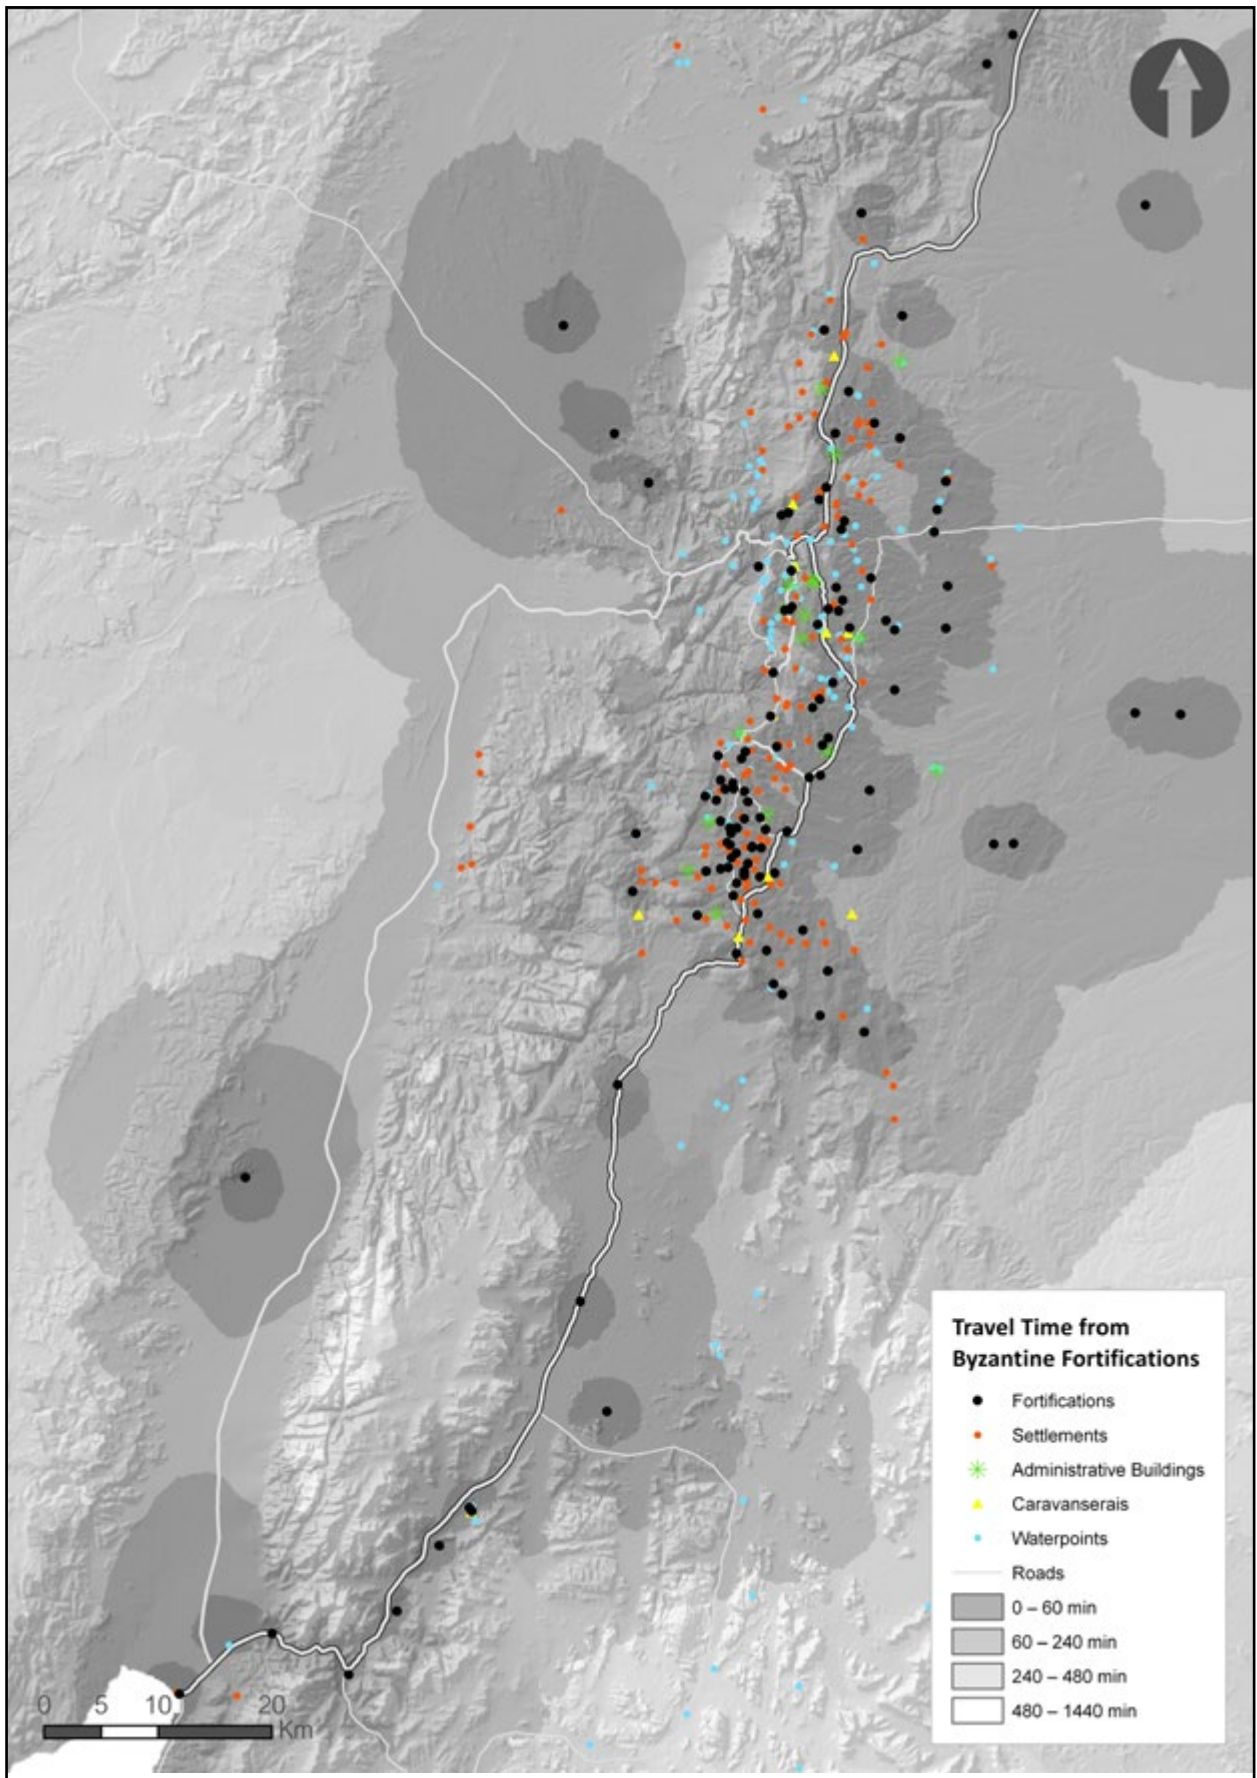 Travel Time from
Byzantine Fortifications
Fortifications
Settlements
Administrative Buildings
Caravanserais
Waterpoints
Roads
0 – 60 min
60 – 240 min
240 – 480 min
480 – 1440 min
0 5 10 20
Km